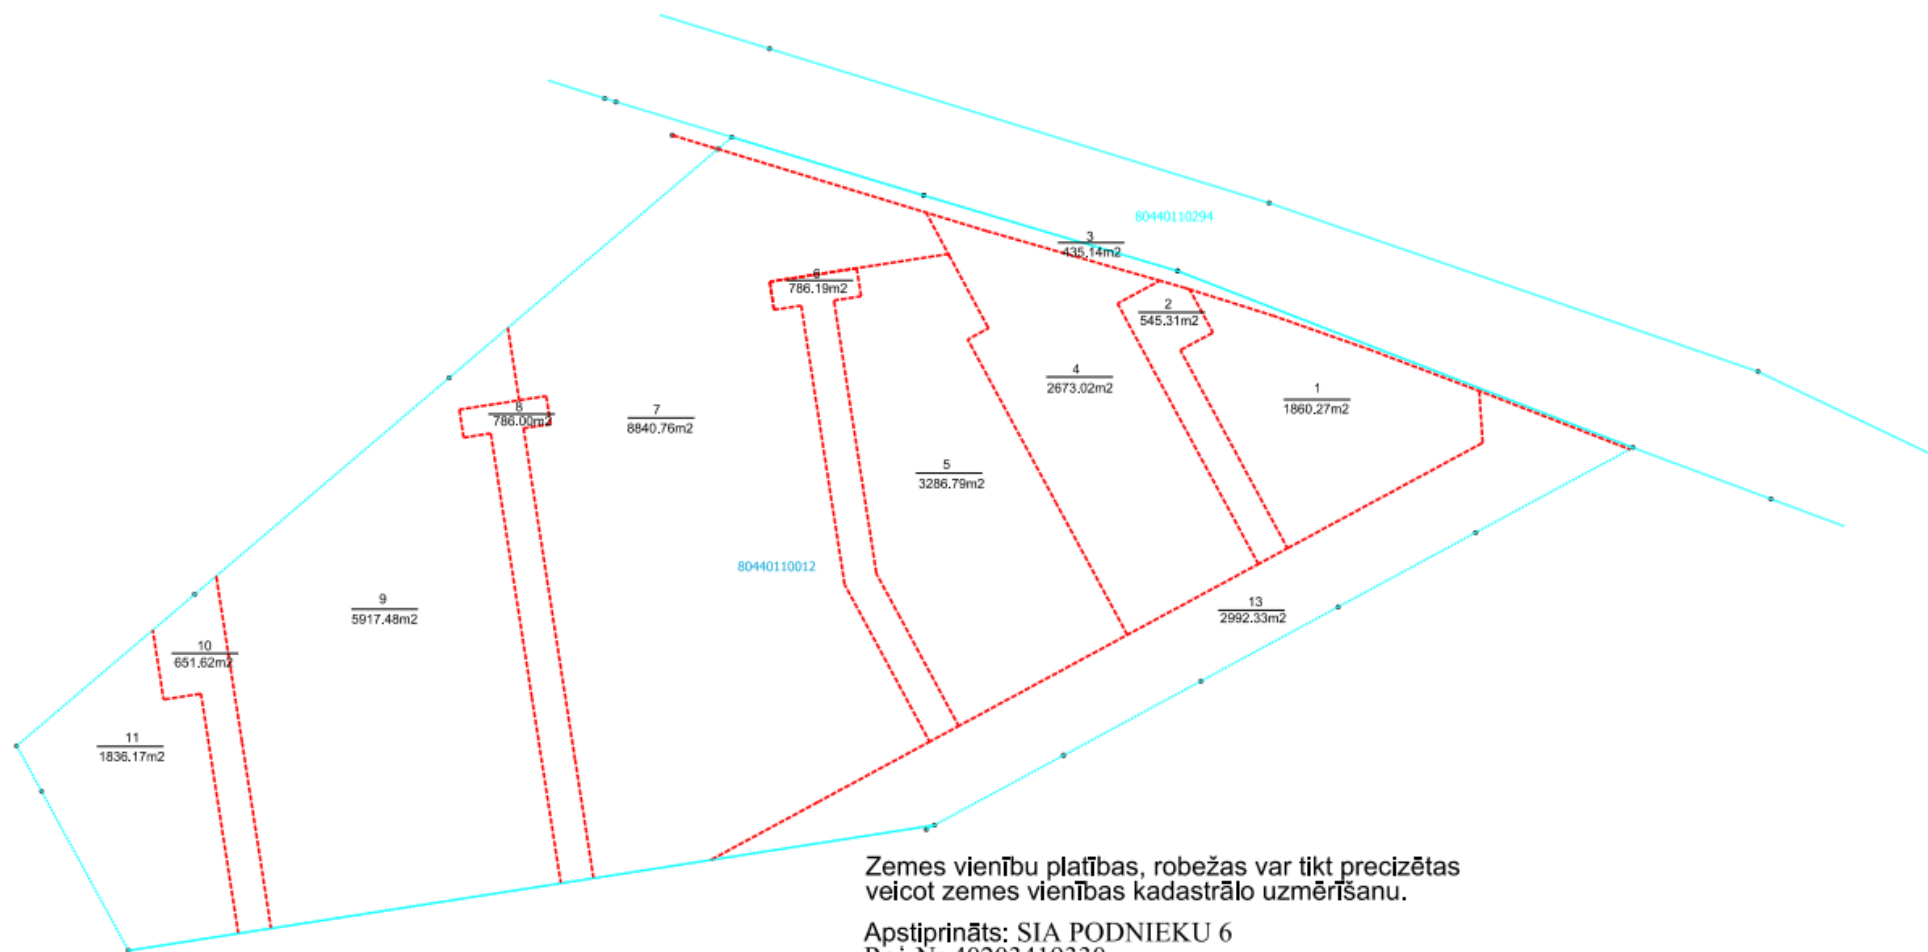 80440110294
3
435.14m2
6
786.19m2
2
545.31m2
4
2673.02m2
1
1860.27m2
8
786.00m2
7
8840.76m2
5
3286.79m2
80440110012
9
5917.48m2
13
2992.33m2
10
651.62m2
11
1836.17m2
Zemes vienību platības, robežas var tikt precizētas
veicot zemes vienības kadastrālo uzmērīšanu.
Apstiprināts: SIA PODNIEKU 6